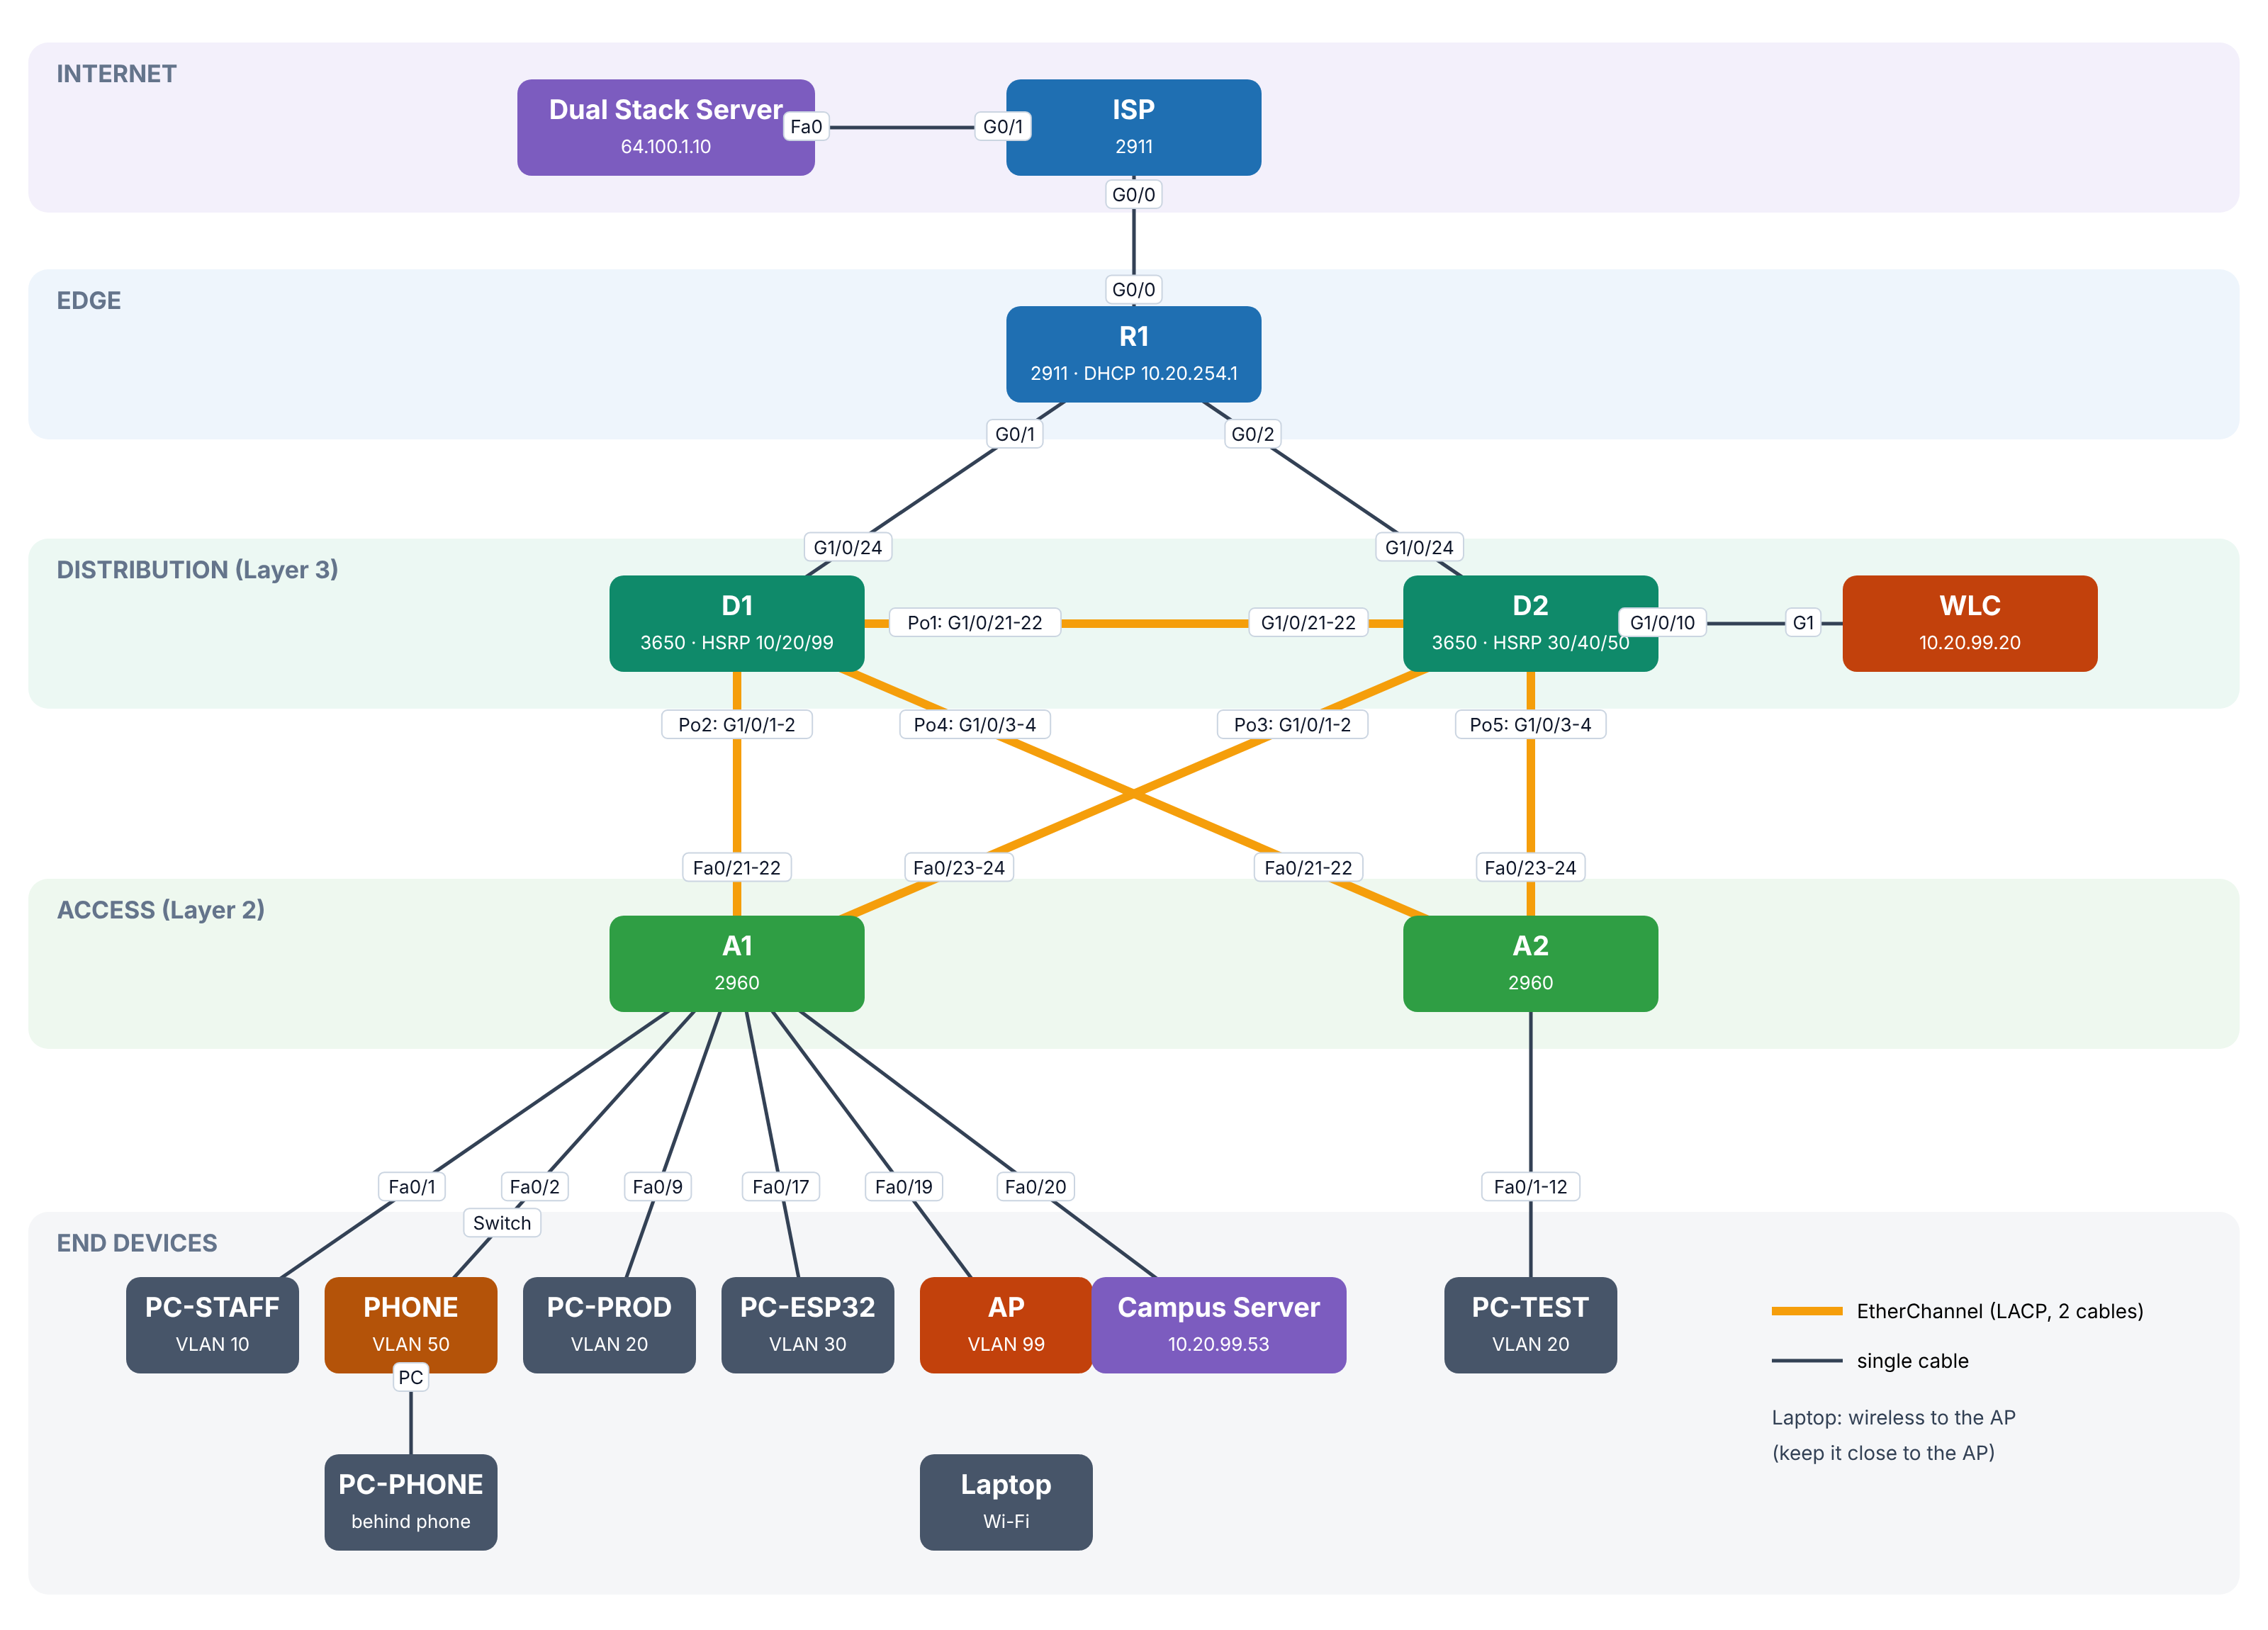 INTERNET
Dual Stack Server
64.100.1.10
Fa0
G0/1
ISP
2911
G0/0
EDGE
G0/0
R1
2911 · DHCP 10.20.254.1
G0/1
G0/2
G1/0/24
G1/0/24
DISTRIBUTION (Layer 3)
D1
3650 · HSRP 10/20/99
Po1: G1/0/21-22
G1/0/21-22
D2
3650 · HSRP 30/40/50
G1/0/10
G1
WLC
10.20.99.20
Po2: G1/0/1-2
Po4: G1/0/3-4
Po3: G1/0/1-2
Po5: G1/0/3-4
Fa0/21-22
Fa0/23-24
Fa0/21-22
Fa0/23-24
ACCESS (Layer 2)
A1
2960
A2
2960
Fa0/1
Fa0/2
Fa0/9
Fa0/17
Fa0/19
Fa0/20
Fa0/1-12
Switch
END DEVICES
PC-STAFF
VLAN 10
PHONE
VLAN 50
PC-PROD
VLAN 20
PC-ESP32
VLAN 30
AP
VLAN 99
Campus Server
10.20.99.53
PC-TEST
VLAN 20
EtherChannel (LACP, 2 cables)
single cable
PC
Laptop: wireless to the AP
(keep it close to the AP)
PC-PHONE
behind phone
Laptop
Wi-Fi